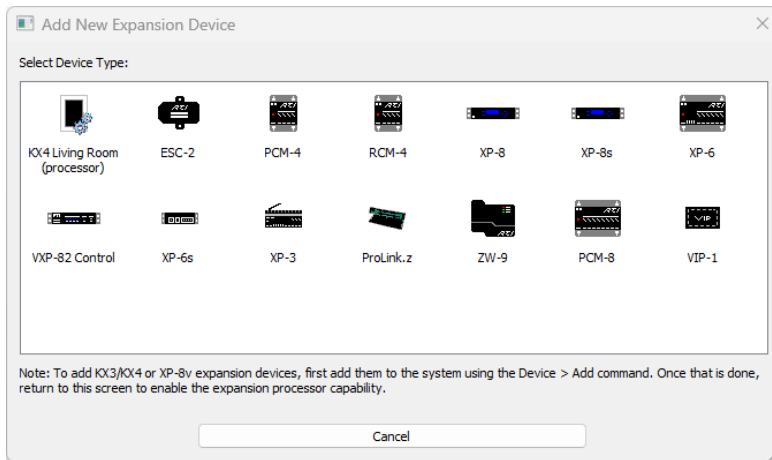 Add New Expansion Device
Select Device Type:
KX4 Living Room
(processor)
ESC-2
PCM-4
RCM-4
XP-8
XP-8s
XP-6
VXP-82 Control
XP-6s
XP-3
ProLink.z
ZW-9
PCM-8
VIP-1
VIP
Note: To add KX3/KX4 or XP-8v expansion devices, first add them to the system using the Device > Add command. Once that is done,
return to this screen to enable the expansion processor capability.
Cancel